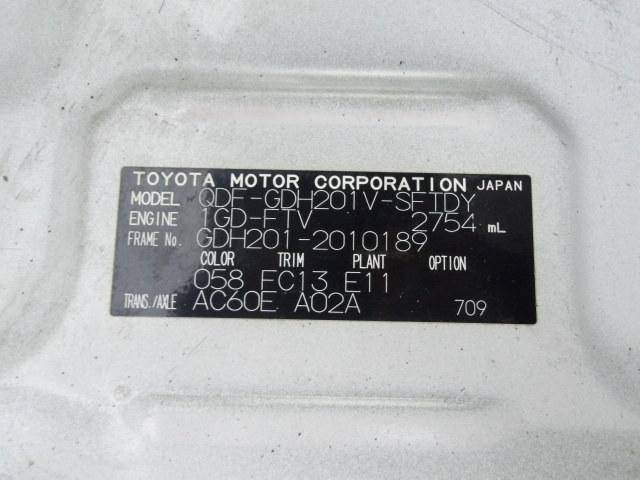 TOYOTA MOTOR CORPORATION JAPAN
MODEL QDF-GDH201V-SFTDY
ENGINE 1GD-FTV 2754 mL
FRAME No. GDH201-2010189
COLOR TRIM PLANT OPTION
058 EC13 E11
TRANS./AXLE AC60E A02A 709